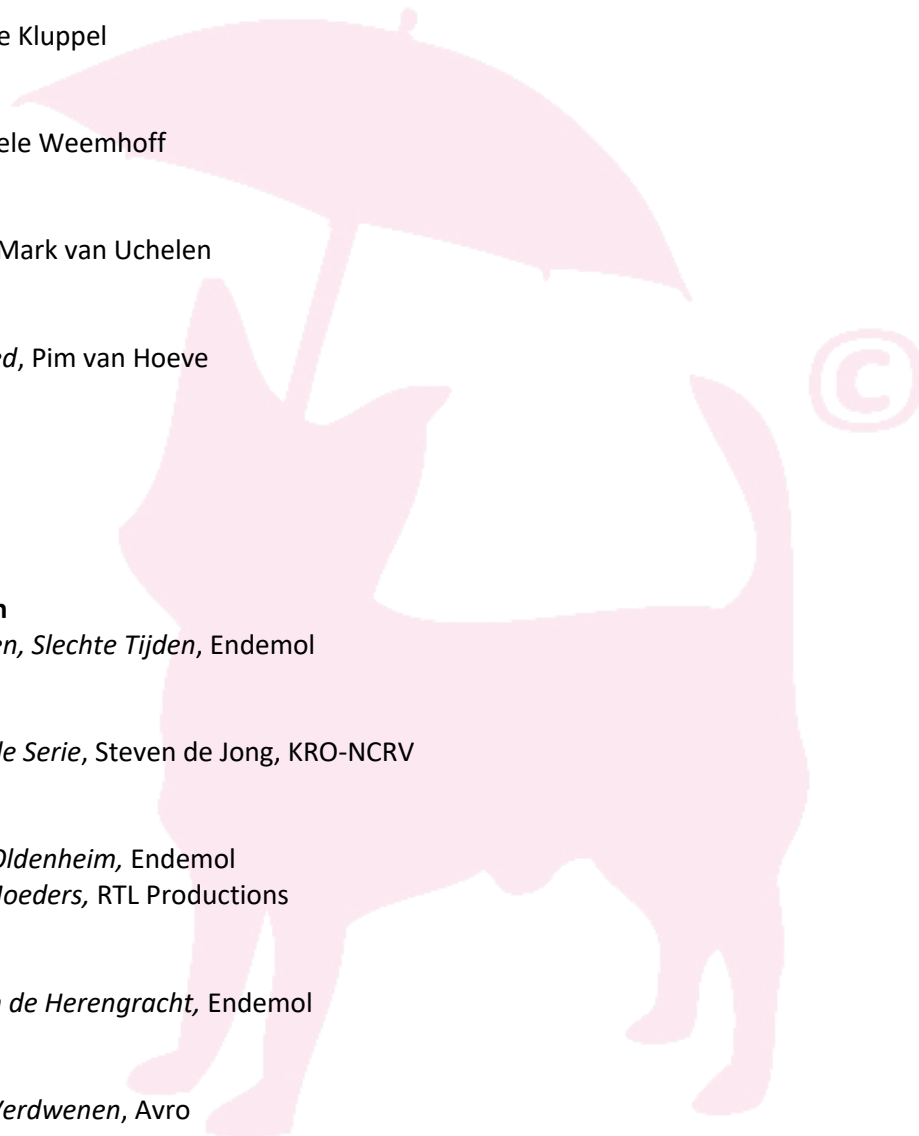 e Kluppel
ele Weemhoff
Mark van Uchelen
ed, Pim van Hoeve
n
en, Slechte Tijden, Endemol
de Serie, Steven de Jong, KRO-NCRV
Oldenheim, Endemol
Moeders, RTL Productions
n de Herengracht, Endemol
Verdwenen, Avro
©